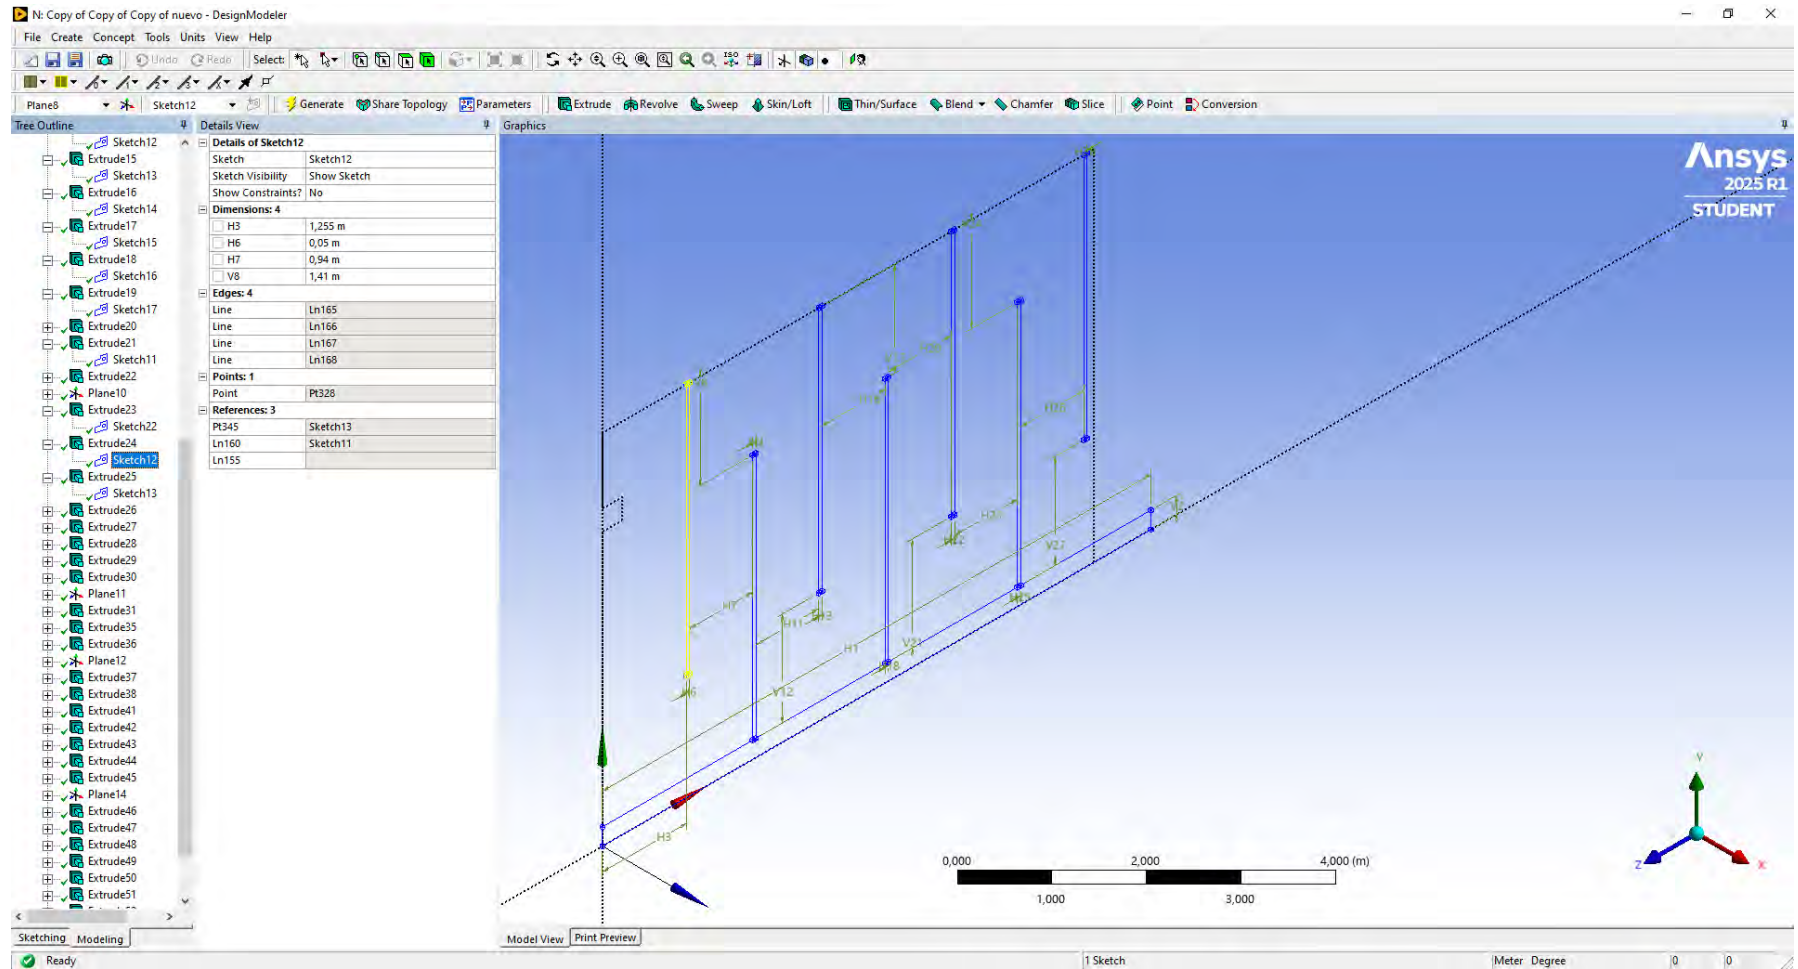 N: Copy of Copy of Copy of nuevo - DesignModeler
File Create Concept Tools Units View Help
Undo Redo Select: ISO
Plane8 Sketch12 Generate Share Topology Parameters Extrude Revolve Sweep Skin/Loft Thin/Surface Blend Chamfer Slice Point Conversion
Tree Outline
Sketch12
Extrude15
Sketch13
Extrude16
Sketch14
Extrude17
Sketch15
Extrude18
Sketch16
Extrude19
Sketch17
Extrude20
Extrude21
Sketch11
Extrude22
Plane10
Extrude23
Sketch22
Extrude24
Sketch12
Extrude25
Sketch13
Extrude26
Extrude27
Extrude28
Extrude29
Extrude30
Plane11
Extrude31
Extrude35
Extrude36
Plane12
Extrude37
Extrude38
Extrude41
Extrude42
Extrude43
Extrude44
Extrude45
Plane14
Extrude46
Extrude47
Extrude48
Extrude49
Extrude50
Extrude51
Sketching Modeling
Details View
Details of Sketch12
Sketch Sketch12
Sketch Visibility Show Sketch
Show Constraints? No
Dimensions: 4
H3 1,255 m
H6 0,05 m
H7 0,94 m
V8 1,41 m
Edges: 4
Line Ln165
Line Ln166
Line Ln167
Line Ln168
Points: 1
Point Pt328
References: 3
Pt345 Sketch13
Ln160 Sketch11
Ln155
Graphics
Ansys
2025 R1
STUDENT
V27
H7
H11
V21
H1
V12
H3
Y
Z
X
0,000 2,000 4,000 (m)
1,000 3,000
Model View Print Preview
Ready 1 Sketch Meter Degree 0 0